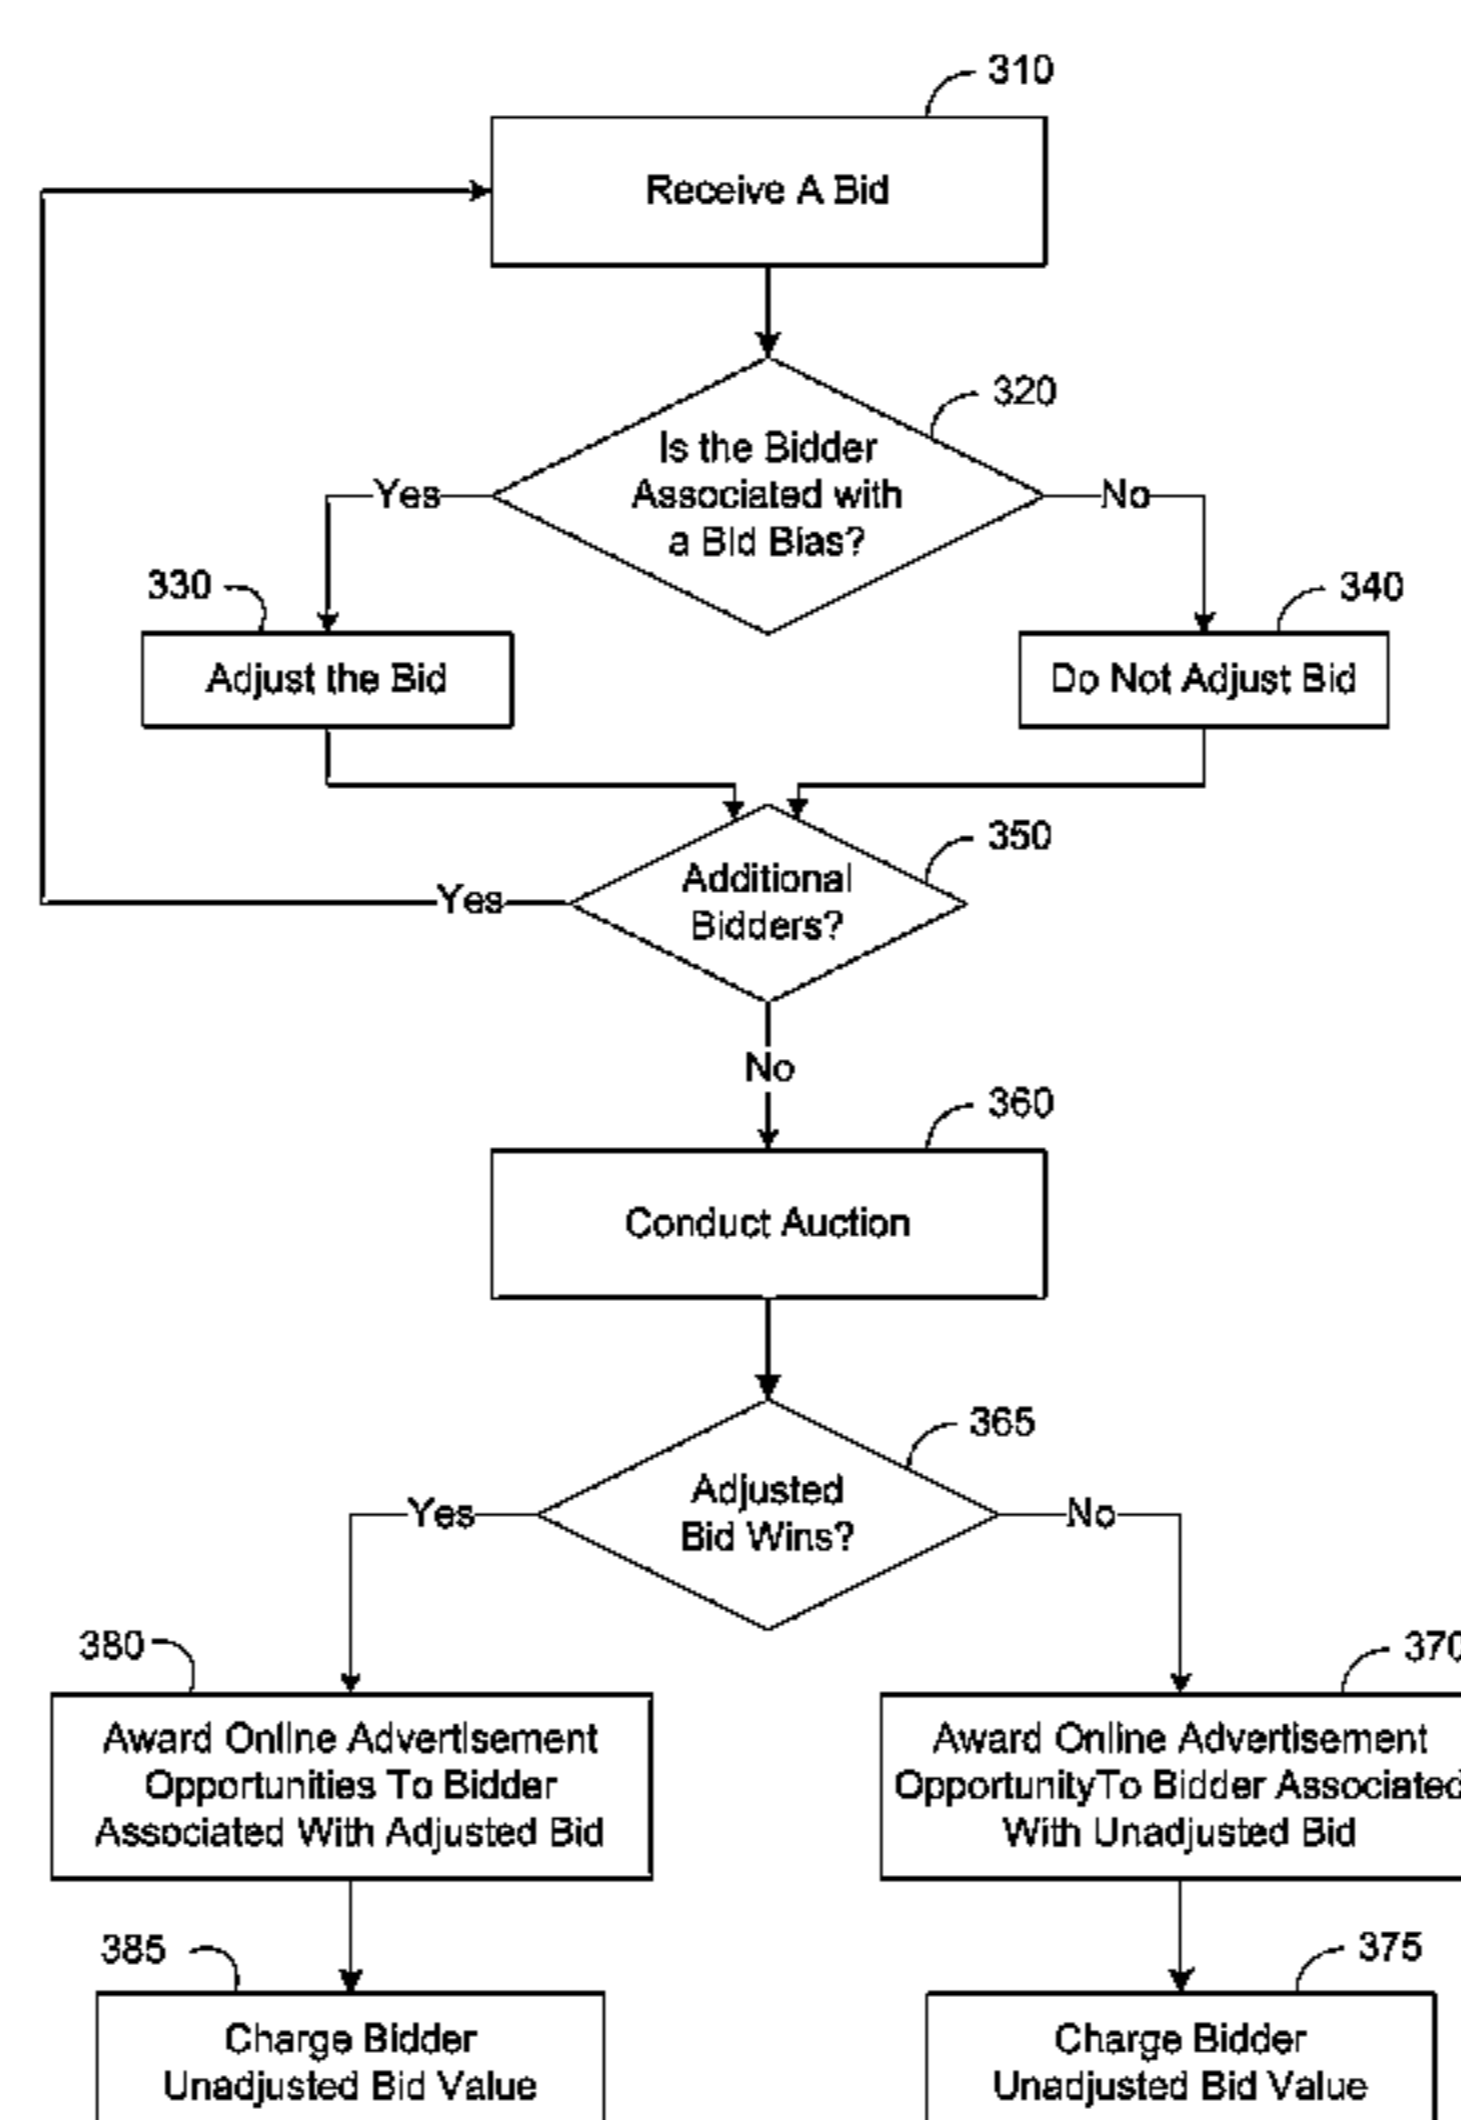 310
Receive A Bid
320
Is the Bidder
Associated with
a Bid Bias?
Yes
No
330
340
Adjust the Bid
Do Not Adjust Bid
350
Additional
Bidders?
Yes
No
360
Conduct Auction
365
Adjusted
Bid Wins?
Yes
No
380
370
Award Online Advertisement
Opportunities To Bidder
Associated With Adjusted Bid
Award Online Advertisement
OpportunityTo Bidder Associated
With Unadjusted Bid
385
375
Charge Bidder
Unadjusted Bid Value
Charge Bidder
Unadjusted Bid Value